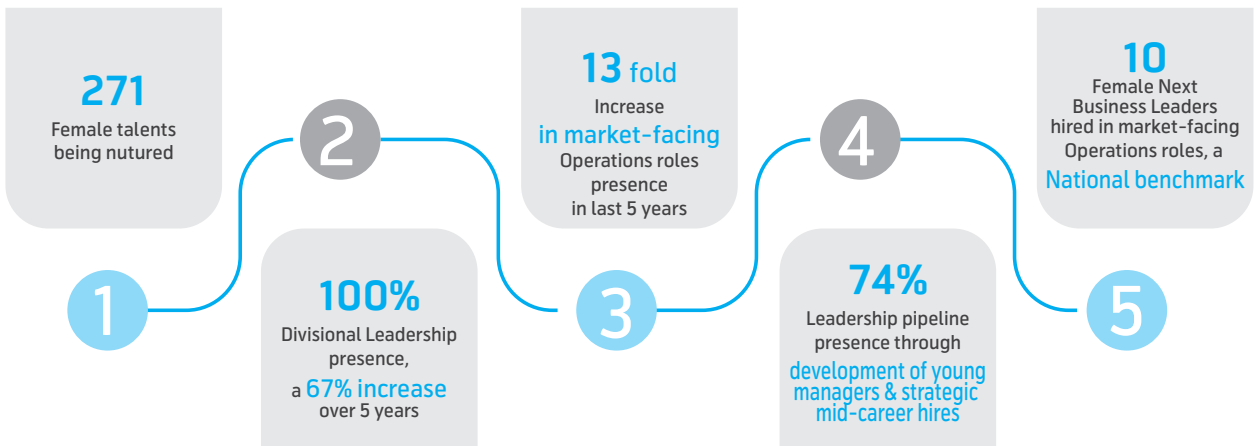 271
Female talents
being nutured
1
2
100%
Divisional Leadership
presence,
a 67% increase
over 5 years
13 fold
Increase
in market-facing
Operations roles
presence
in last 5 years
3
4
74%
Leadership pipeline
presence through
development of young
managers & strategic
mid-career hires
10
Female Next
Business Leaders
hired in market-facing
Operations roles, a
National benchmark
5